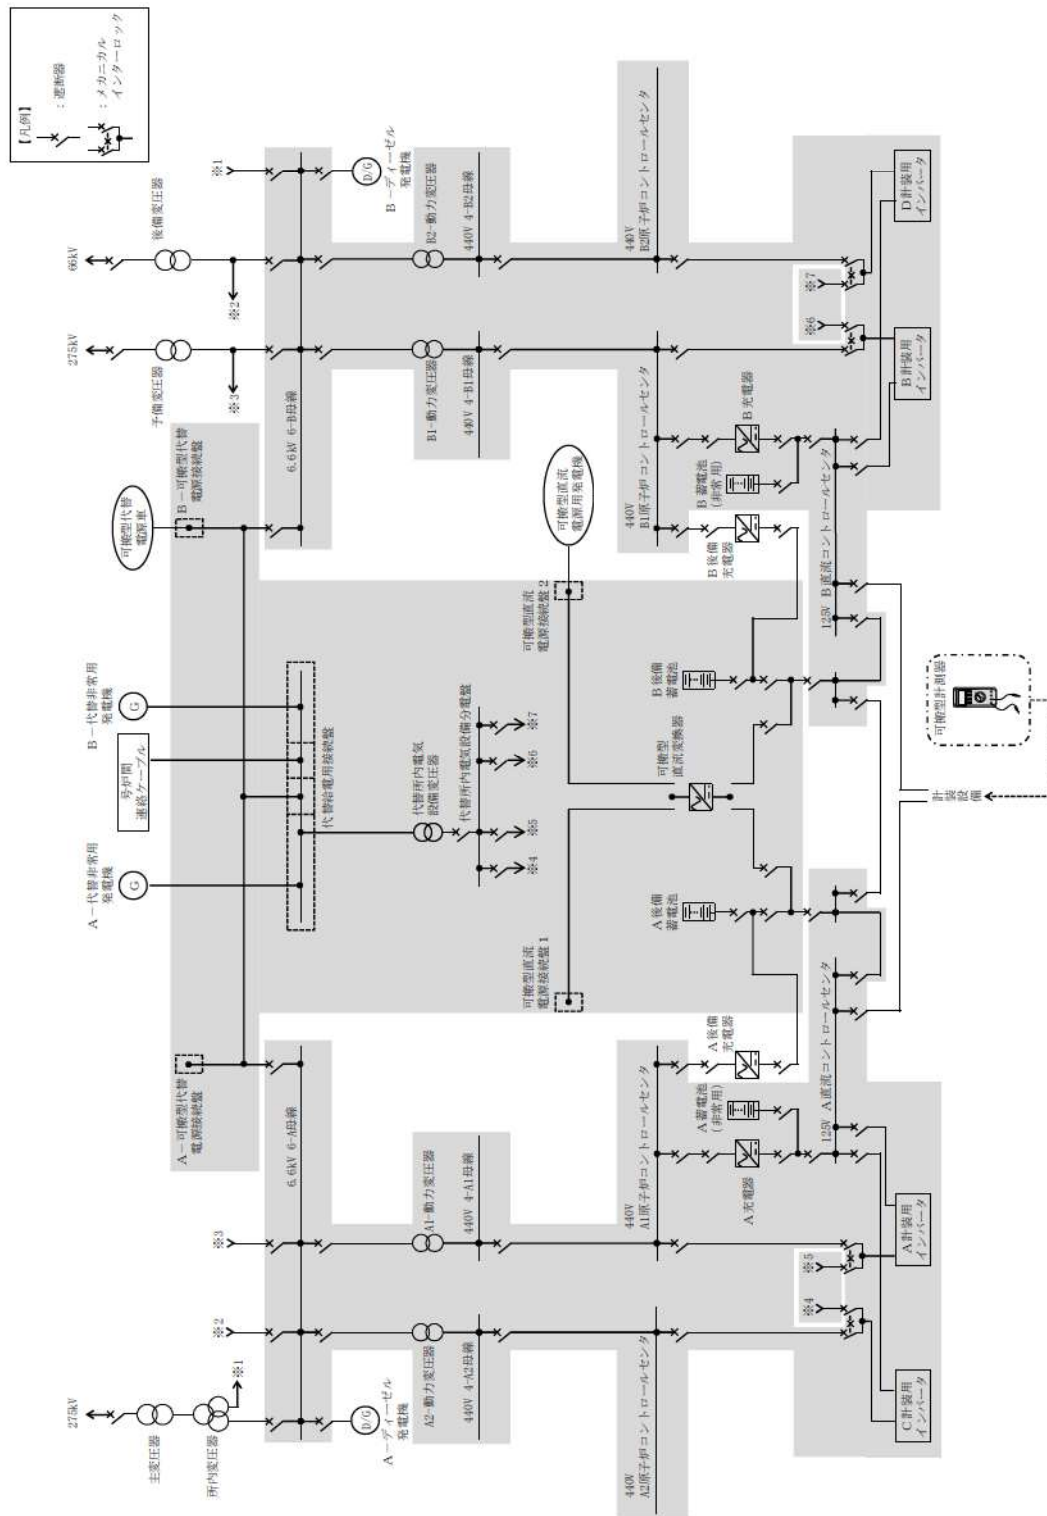 【凡例】
：遮断器
：メカニカル
インターロック
275kV
主変圧器
所内変圧器
※1
※2
※3
A－可搬型代替
電源接続盤
A－代替非常用
発電機
G
号炉間
連絡ケーブル
B－代替非常用
発電機
G
可搬型代替
電源車
B－可搬型代替
電源接続盤
275kV
予備変圧器
※3
66kV
後備変圧器
※2
※1
6.6kV 6-A母線
代替給電用接続盤
6.6kV 6-B母線
D/G
A－ディーゼル
発電機
D/G
B－ディーゼル
発電機
A2-動力変圧器
440V 4-A2母線
A1-動力変圧器
440V 4-A1母線
代替所内電気
設備変圧器
代替所内電気設備分電盤
※4
※5
※6
※7
B1-動力変圧器
440V 4-B1母線
B2-動力変圧器
440V 4-B2母線
可搬型直流
電源接続盤1
可搬型直流
電源接続盤2
可搬型直流
電源用発電機
440V
A2原子炉コントロールセンタ
440V
A1原子炉コントロールセンタ
440V
B1原子炉コントロールセンタ
440V
B2原子炉コントロールセンタ
A充電器
A蓄電池
(非常用)
A後備
充電器
A後備
蓄電池
可搬型
直流変換器
B後備
蓄電池
B後備
充電器
B蓄電池
(非常用)
B充電器
※4
※5
※6
※7
125V
A直流コントロールセンタ
125V
B直流コントロールセンタ
C計装用
インバータ
A計装用
インバータ
B計装用
インバータ
D計装用
インバータ
計装設備
可搬型計測器